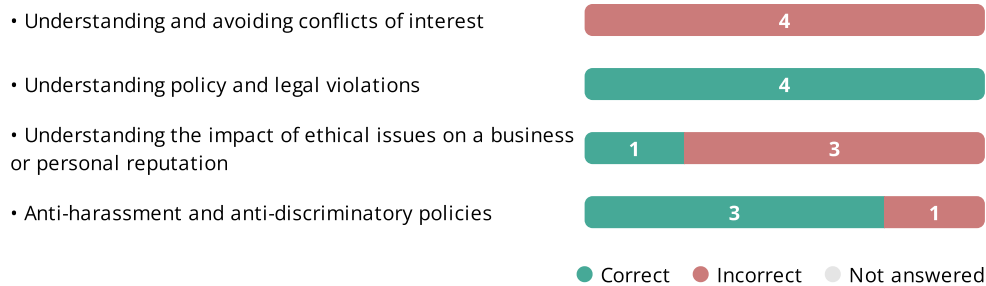 • Understanding and avoiding conflicts of interest
4
• Understanding policy and legal violations
4
• Understanding the impact of ethical issues on a business
or personal reputation
1 3
• Anti-harassment and anti-discriminatory policies
3 1
Correct Incorrect Not answered